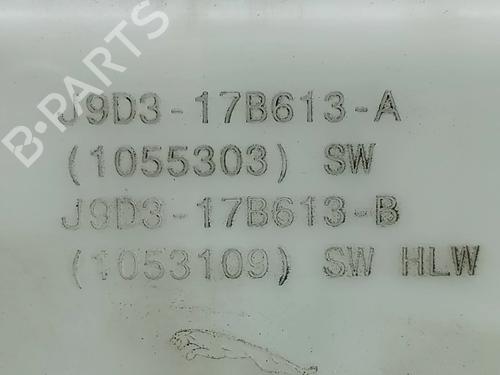 B-PARTS
J9D3-17B613-A
(1055303) SW
J9D3-17B613-B
(1053109) SW HLW